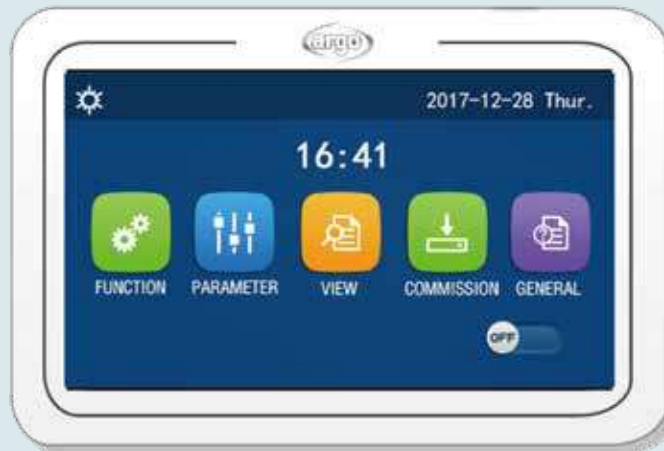 argo
2017-12-28 Thur.
16:41
FUNCTION PARAMETER VIEW COMMISSION GENERAL
OFF